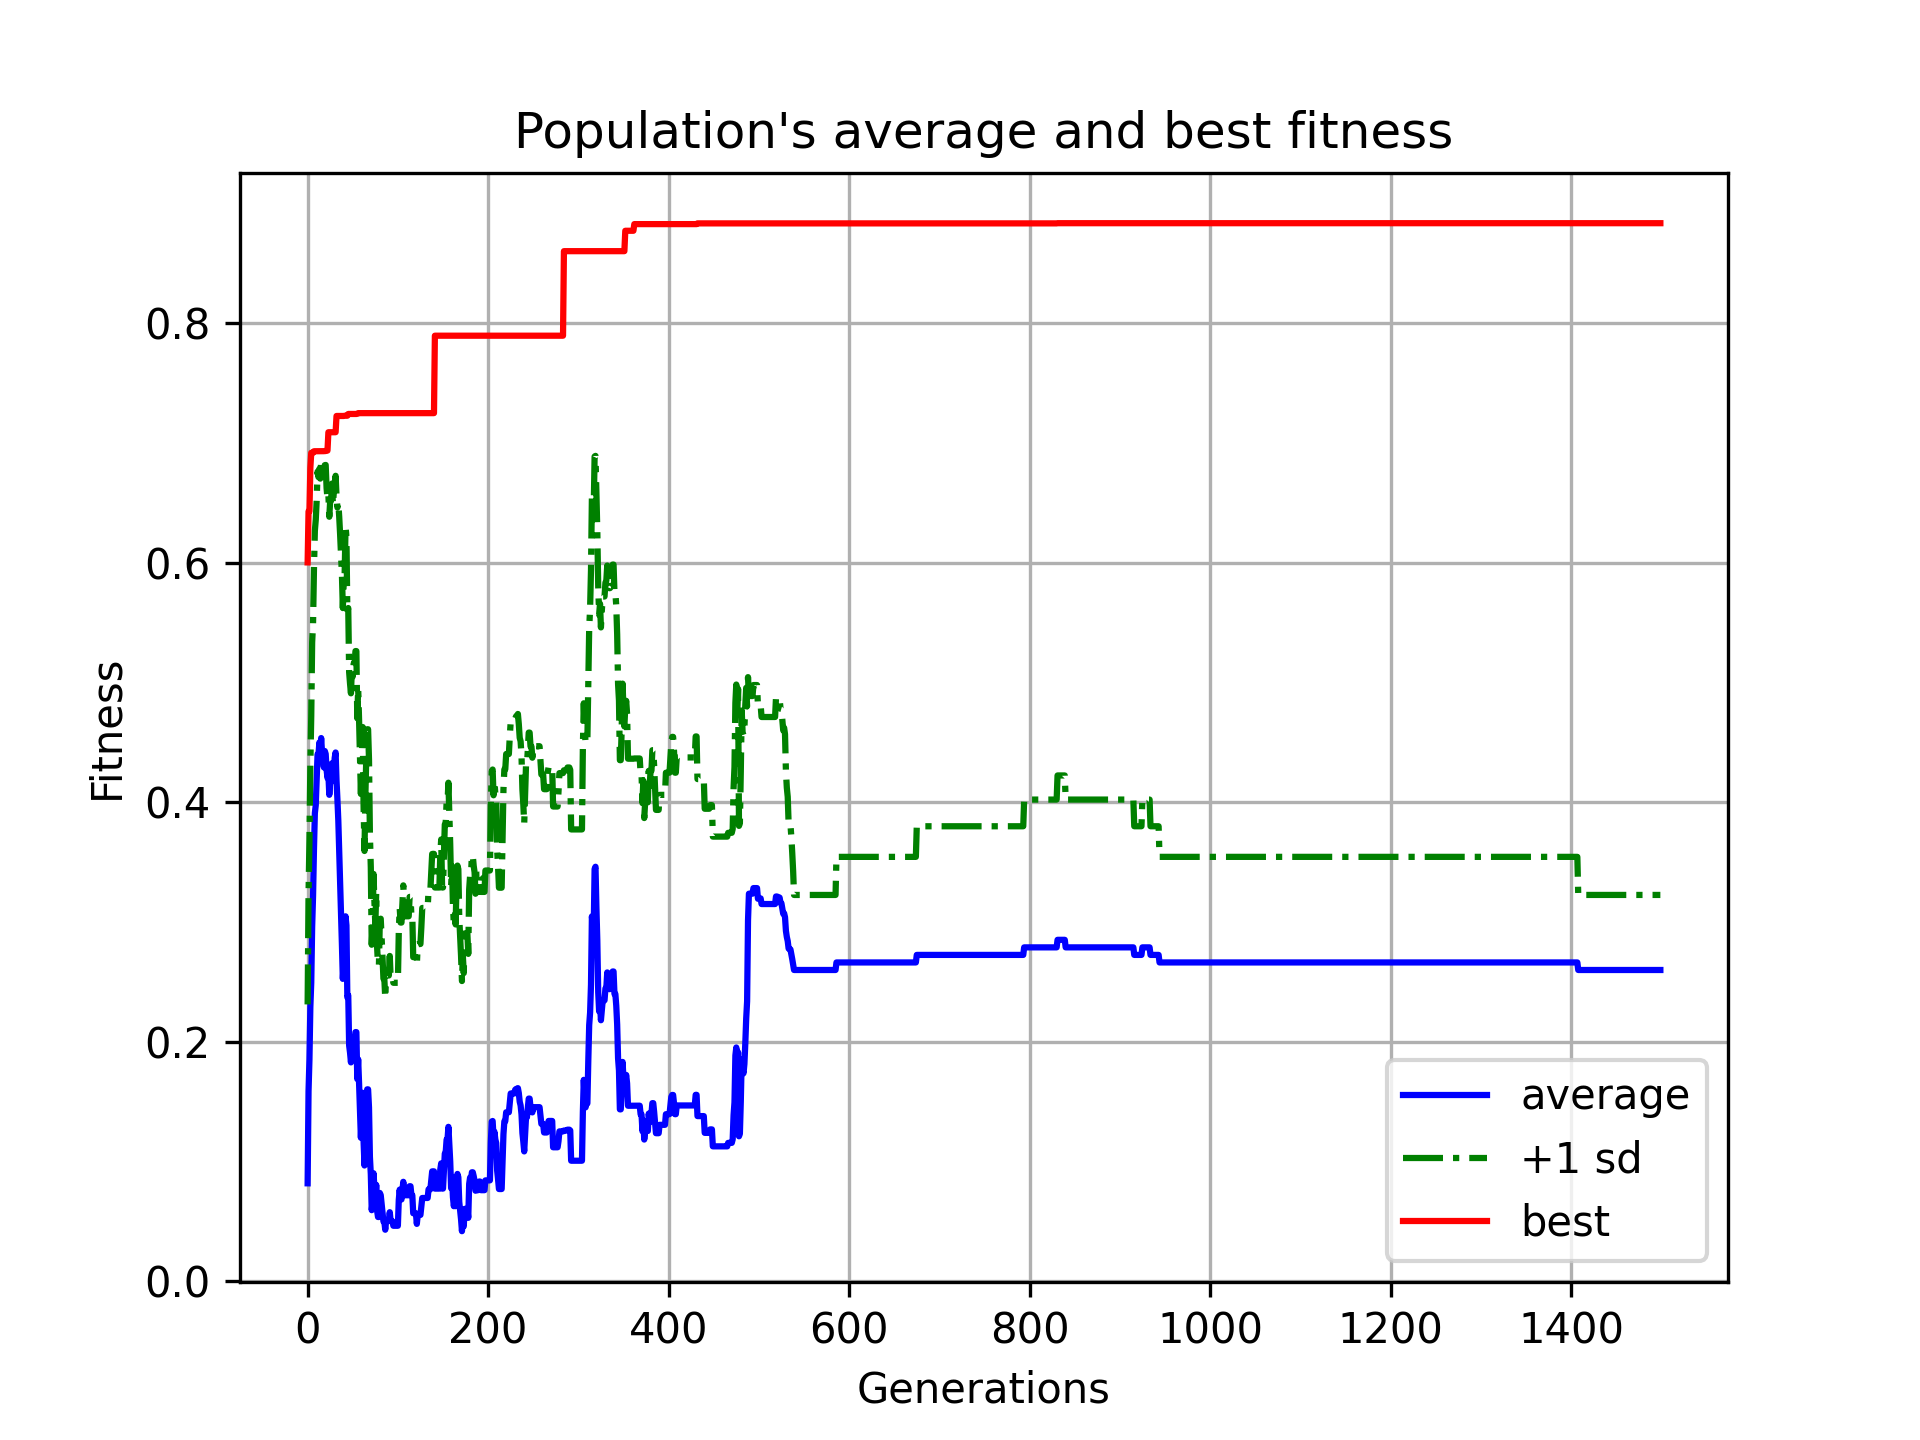 Population's average and best fitness
Fitness
0.8
0.6
0.4
0.2
0.0
0 200 400 600 800 1000 1200 1400
Generations
average
+1 sd
best